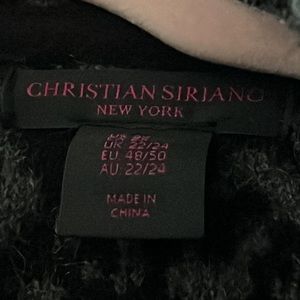 CHRISTIAN SIRIANO
NEW YORK
UK: 22/24
EU: 48/50
AU: 22/24
MADE IN
CHINA